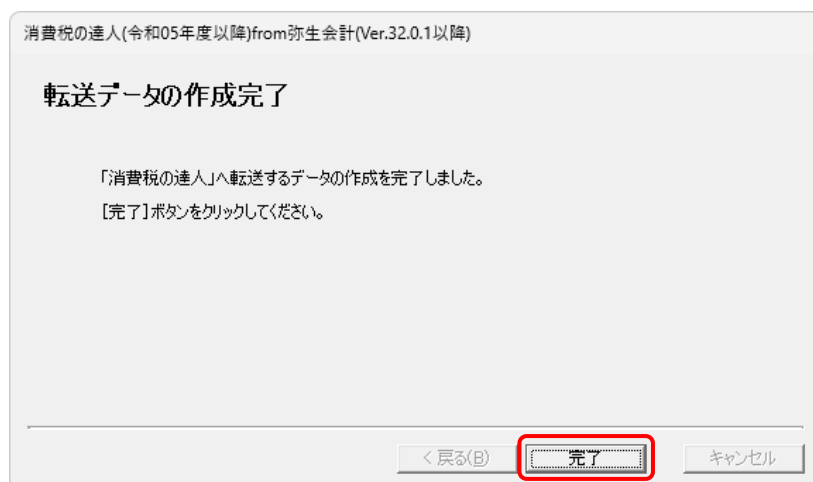 消費税の達人(令和05年度以降)from弥生会計(Ver.32.0.1以降)
転送データの作成完了
「消費税の達人」へ転送するデータの作成を完了しました。
[完了]ボタンをクリックしてください。
< 戻る(B) 完了 キャンセル